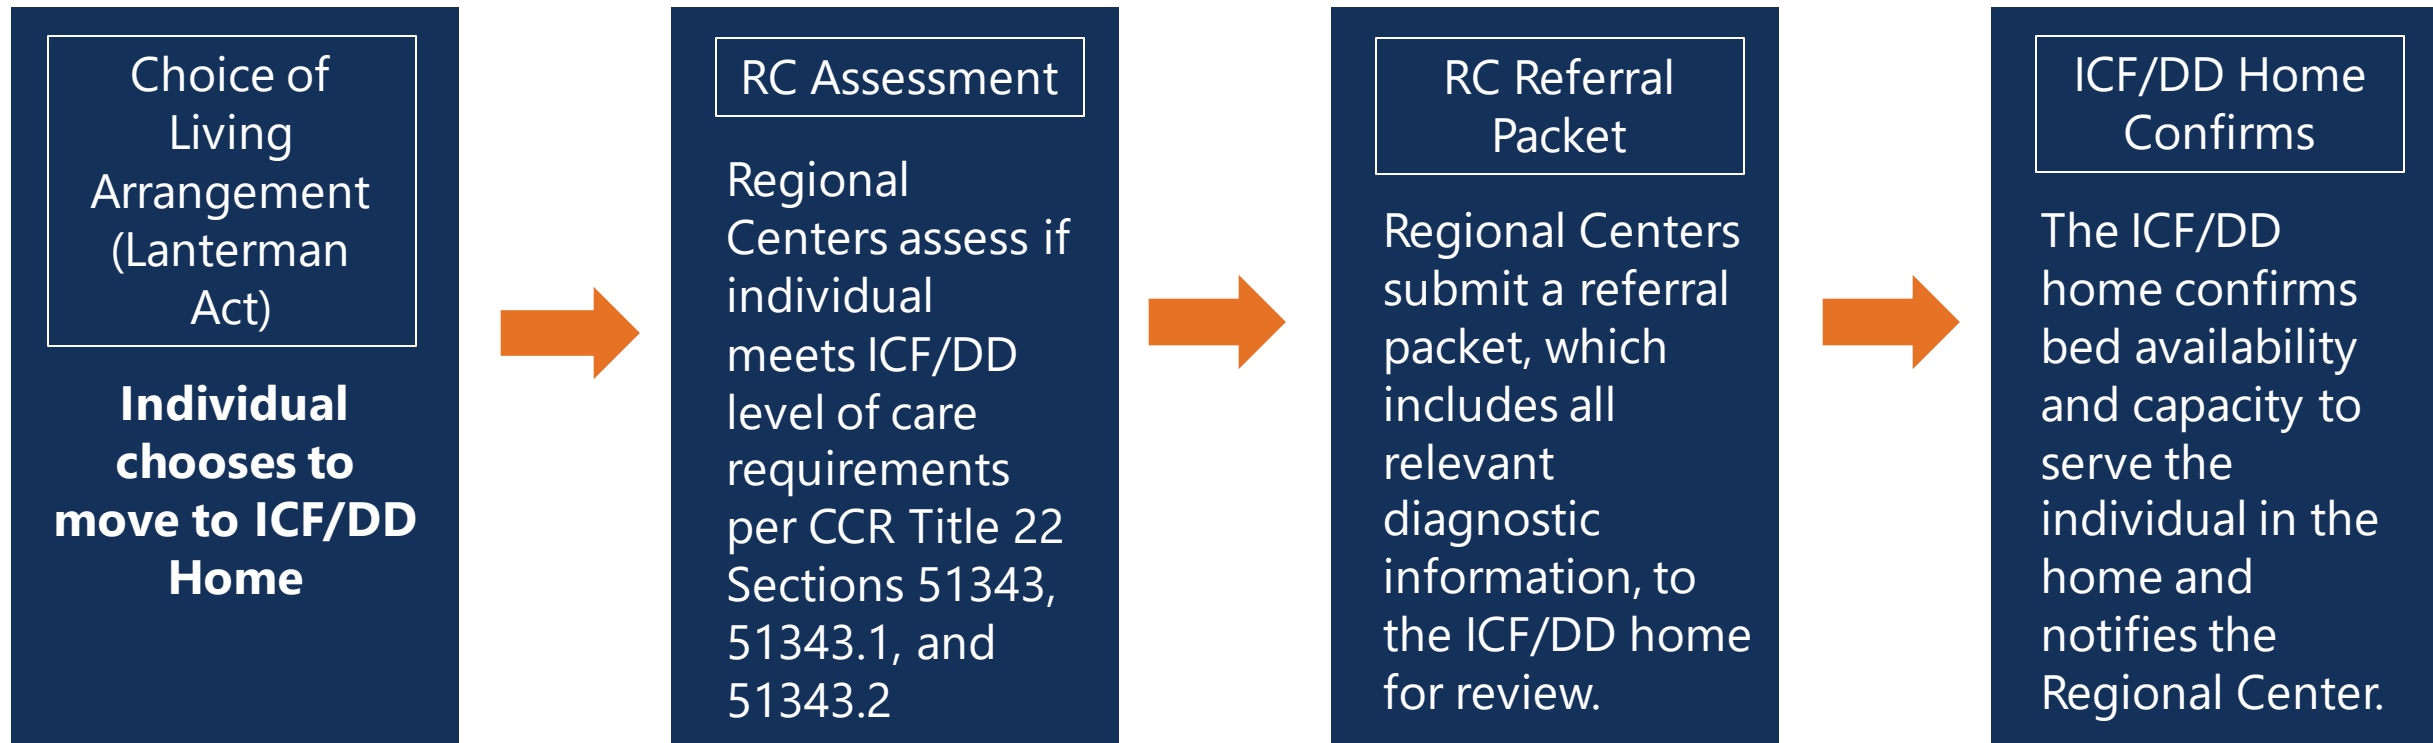 Choice of
Living
Arrangement
(Lanterman
Act)
Individual
chooses to
move to ICF/DD
Home
RC Assessment
Regional
Centers assess if
individual
meets ICF/DD
level of care
requirements
per CCR Title 22
Sections 51343,
51343.1, and
51343.2
RC Referral
Packet
Regional Centers
submit a referral
packet, which
includes all
relevant
diagnostic
information, to
the ICF/DD home
for review.
ICF/DD Home
Confirms
The ICF/DD
home confirms
bed availability
and capacity to
serve the
individual in the
home and
notifies the
Regional Center.